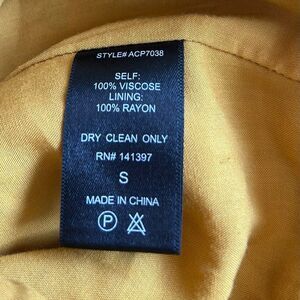 STYLE# ACP7038
SELF:
100% VISCOSE
LINING:
100% RAYON
DRY CLEAN ONLY
RN# 141397
S
MADE IN CHINA
P